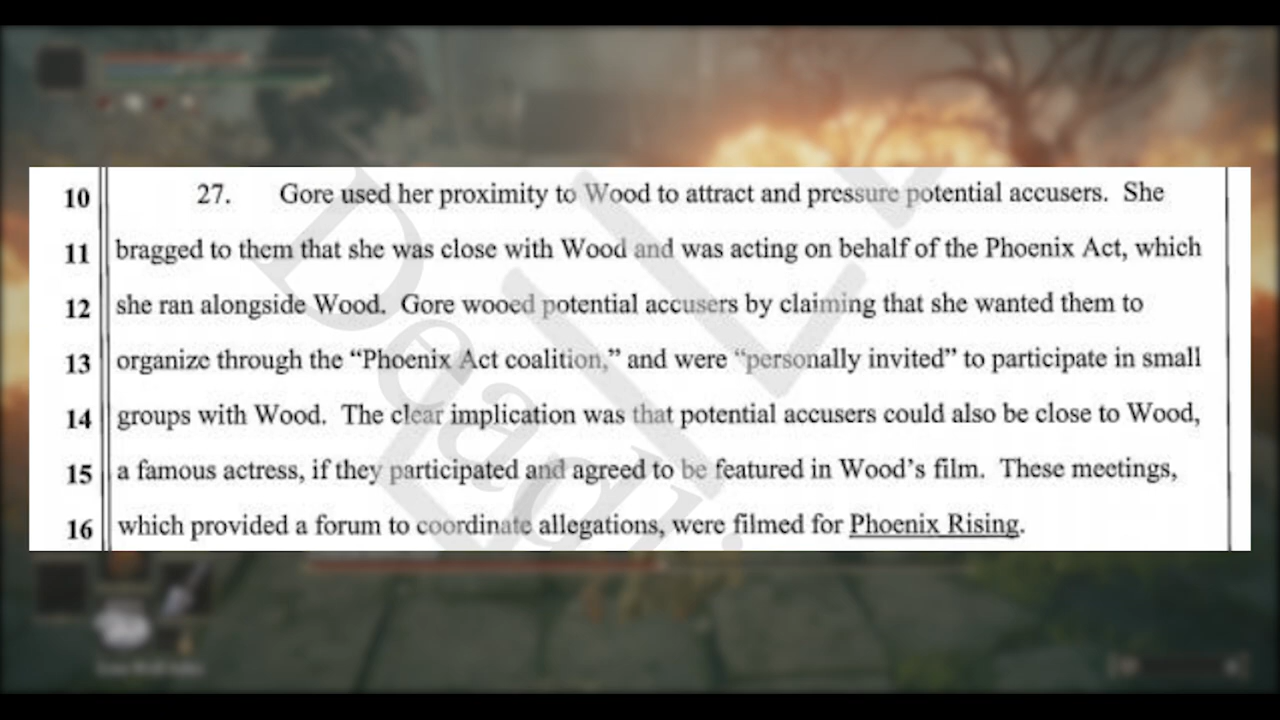 10 27. Gore used her proximity to Wood to attract and pressure potential accusers. She
11 bragged to them that she was close with Wood and was acting on behalf of the Phoenix Act, which
12 she ran alongside Wood. Gore wooed potential accusers by claiming that she wanted them to
13 organize through the “Phoenix Act coalition,” and were “personally invited” to participate in small
14 groups with Wood. The clear implication was that potential accusers could also be close to Wood,
15 a famous actress, if they participated and agreed to be featured in Wood’s film. These meetings,
16 which provided a forum to coordinate allegations, were filmed for Phoenix Rising.